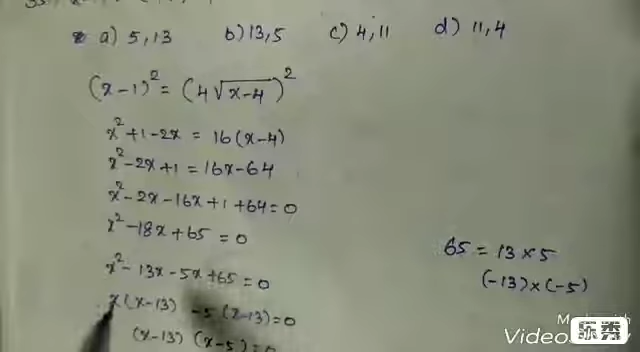 a) 5,13 b) 13,5 c) 4,11 d) 11,4
(x-1)² = (4√(x-4))²
x²+1-2x = 16(x-4)
x²-2x+1 = 16x-64
x²-2x-16x+1+64=0
x²-18x+65=0
65 = 13×5
x²-13x-5x+65=0
(-13)×(-5)
x(x-13) -5(x-13)=0
(x-13) (x-5)=0
Video